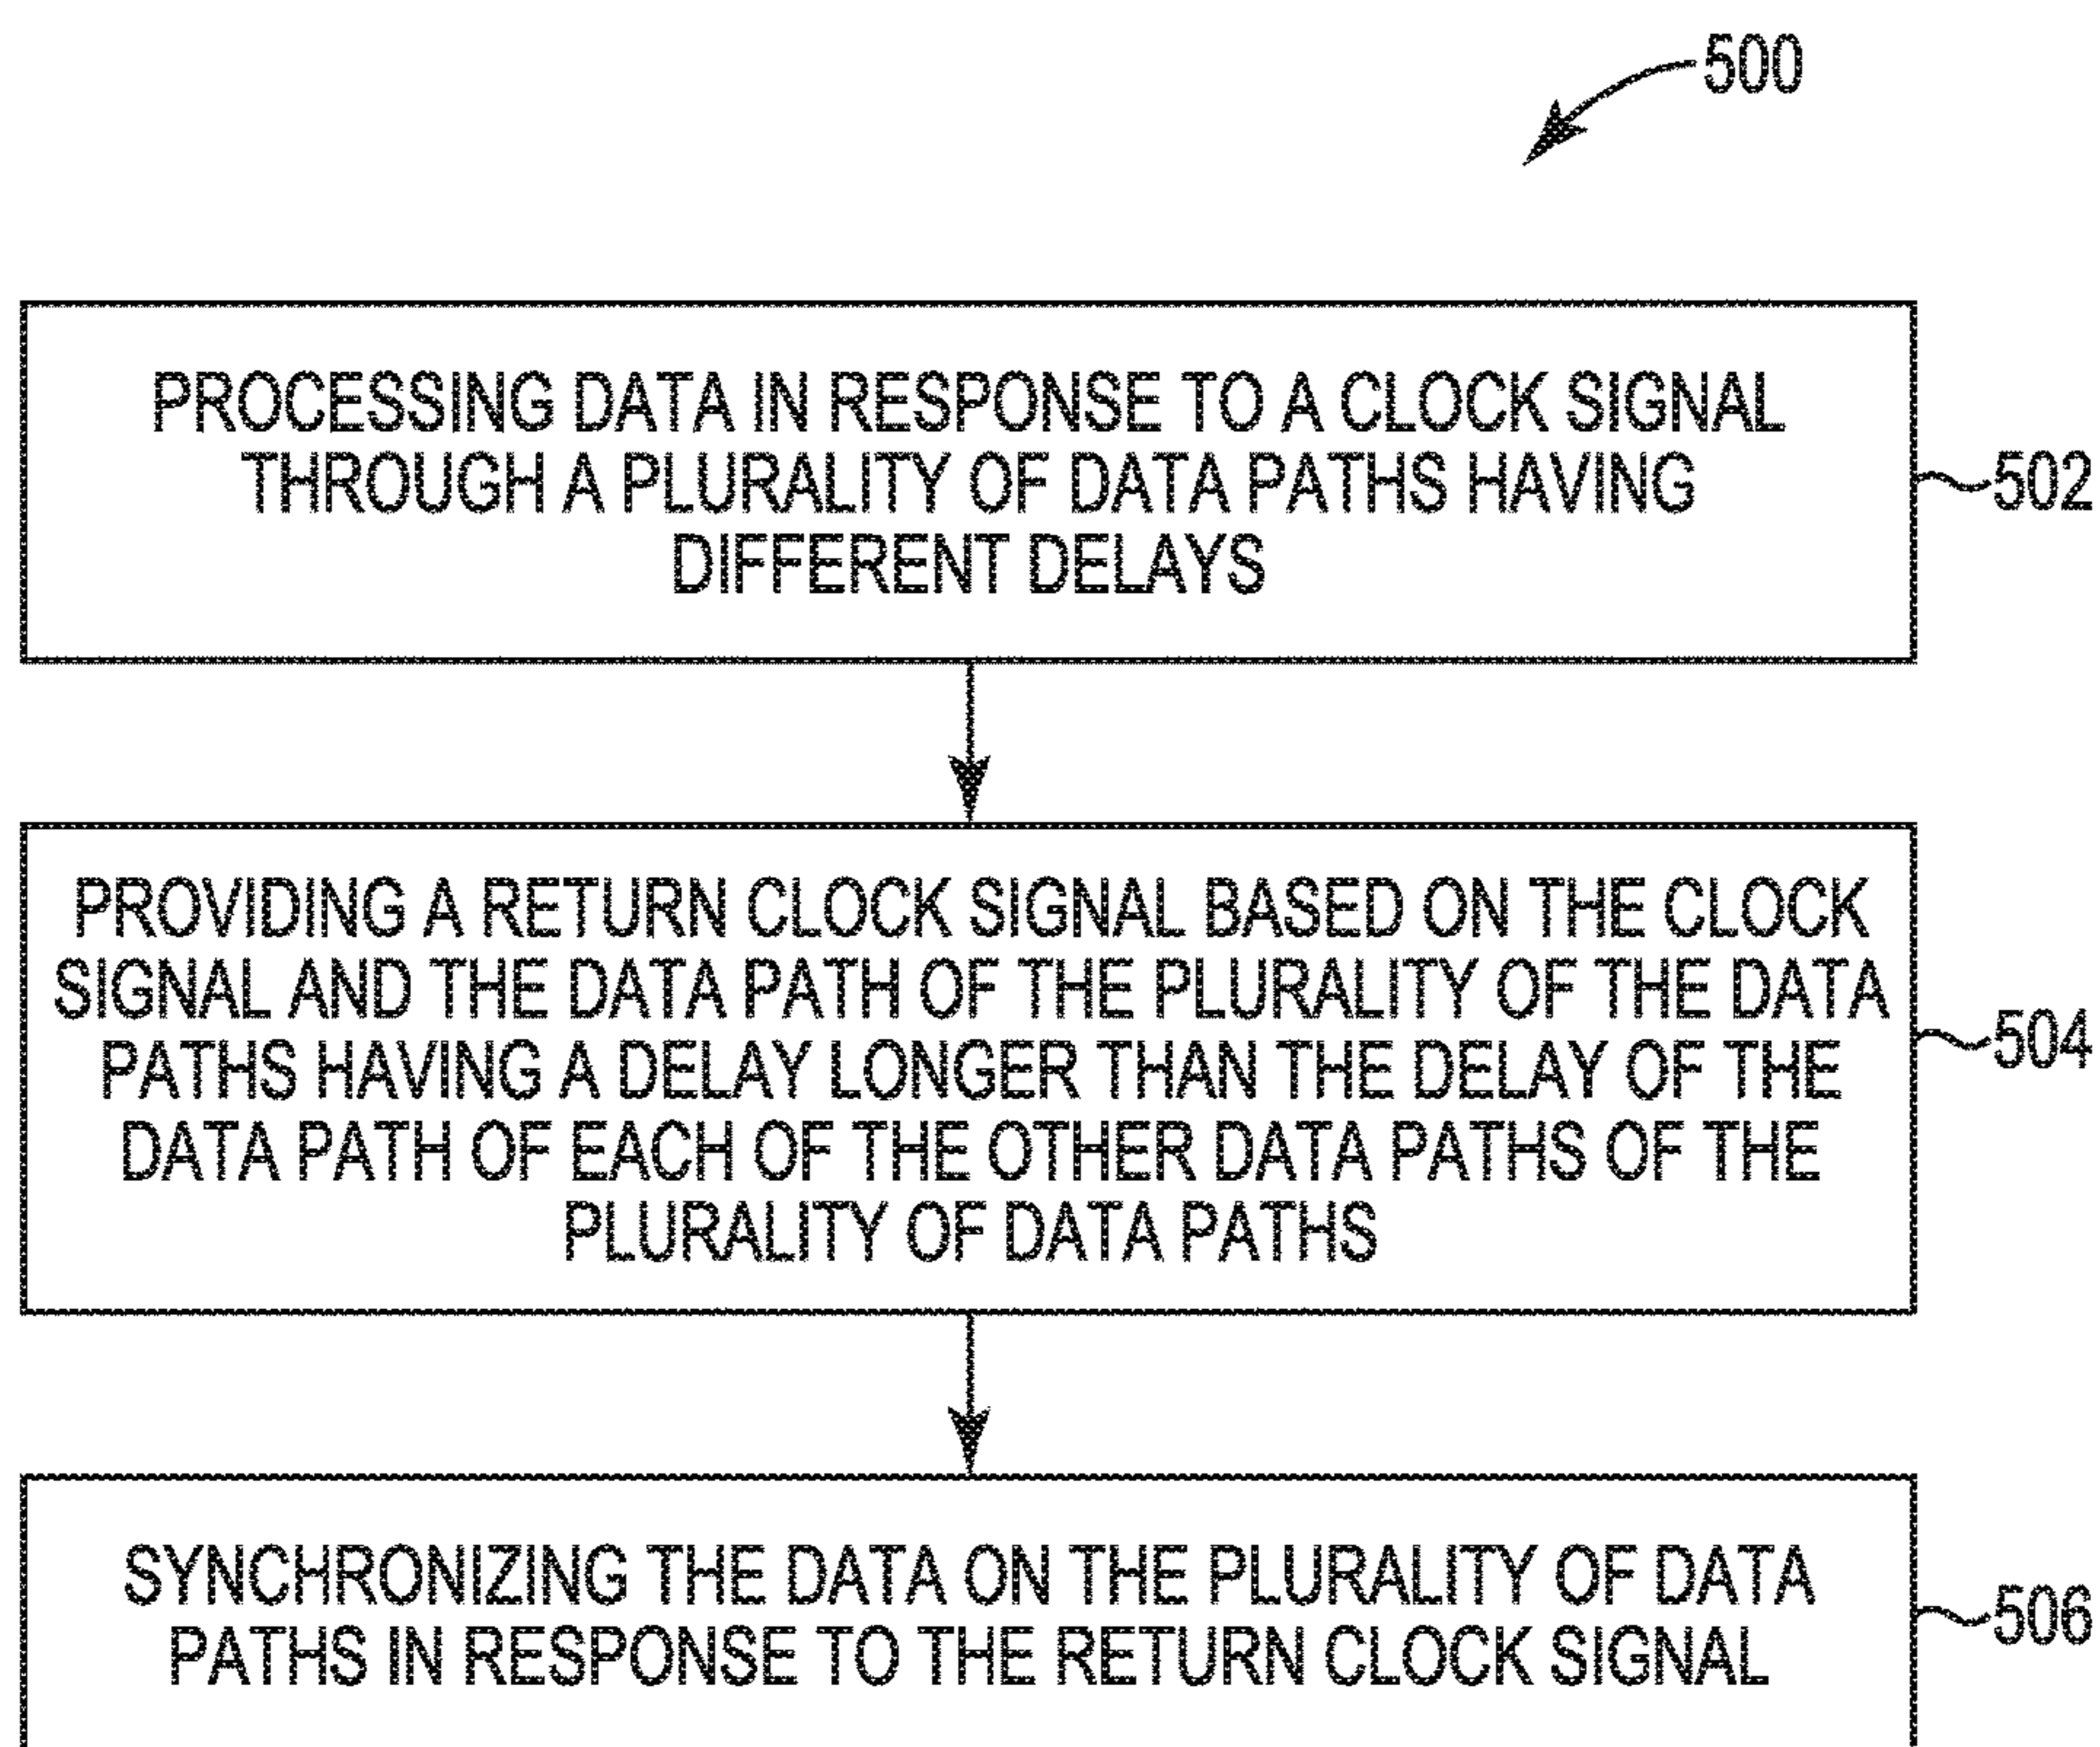 500
PROCESSING DATA IN RESPONSE TO A CLOCK SIGNAL
THROUGH A PLURALITY OF DATA PATHS HAVING
DIFFERENT DELAYS
502
PROVIDING A RETURN CLOCK SIGNAL BASED ON THE CLOCK
SIGNAL AND THE DATA PATH OF THE PLURALITY OF THE DATA
PATHS HAVING A DELAY LONGER THAN THE DELAY OF THE
DATA PATH OF EACH OF THE OTHER DATA PATHS OF THE
PLURALITY OF DATA PATHS
504
SYNCHRONIZING THE DATA ON THE PLURALITY OF DATA
PATHS IN RESPONSE TO THE RETURN CLOCK SIGNAL
506